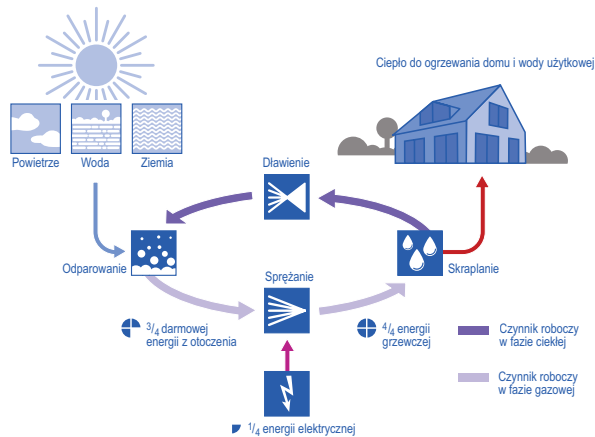 Ciepło do ogrzewania domu i wody użytkowej
Powietrze
Woda
Ziemia
Dławienie
Odparowanie
Sprężanie
Skraplanie
3/4 darmowej
energii z otoczenia
4/4 energii
grzewczej
Czynnik roboczy
w fazie ciekłej
Czynnik roboczy
w fazie gazowej
1/4 energii elektrycznej